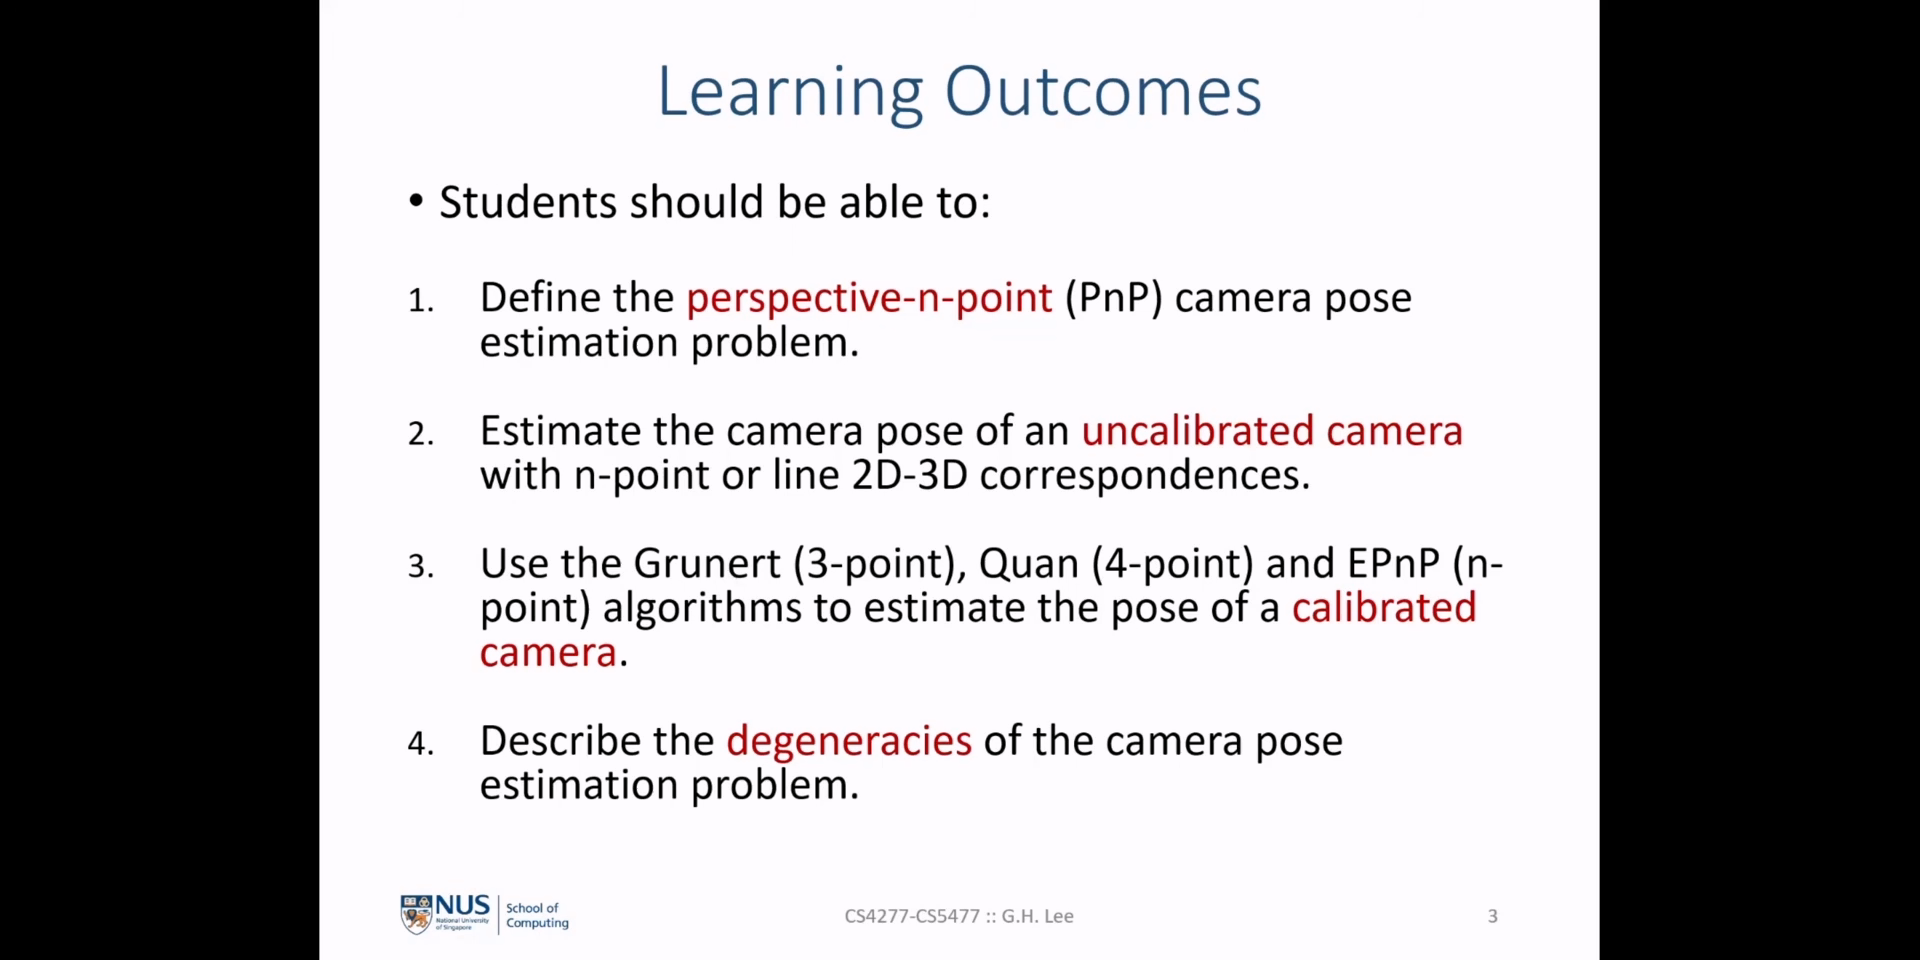 Learning Outcomes
• Students should be able to:
1. Define the perspective-n-point (PnP) camera pose
estimation problem.
2. Estimate the camera pose of an uncalibrated camera
with n-point or line 2D-3D correspondences.
3. Use the Grunert (3-point), Quan (4-point) and EPnP (n-
point) algorithms to estimate the pose of a calibrated
camera.
4. Describe the degeneracies of the camera pose
estimation problem.
NUS
National University
of Singapore
School of
Computing
CS4277-CS5477 :: G.H. Lee
3